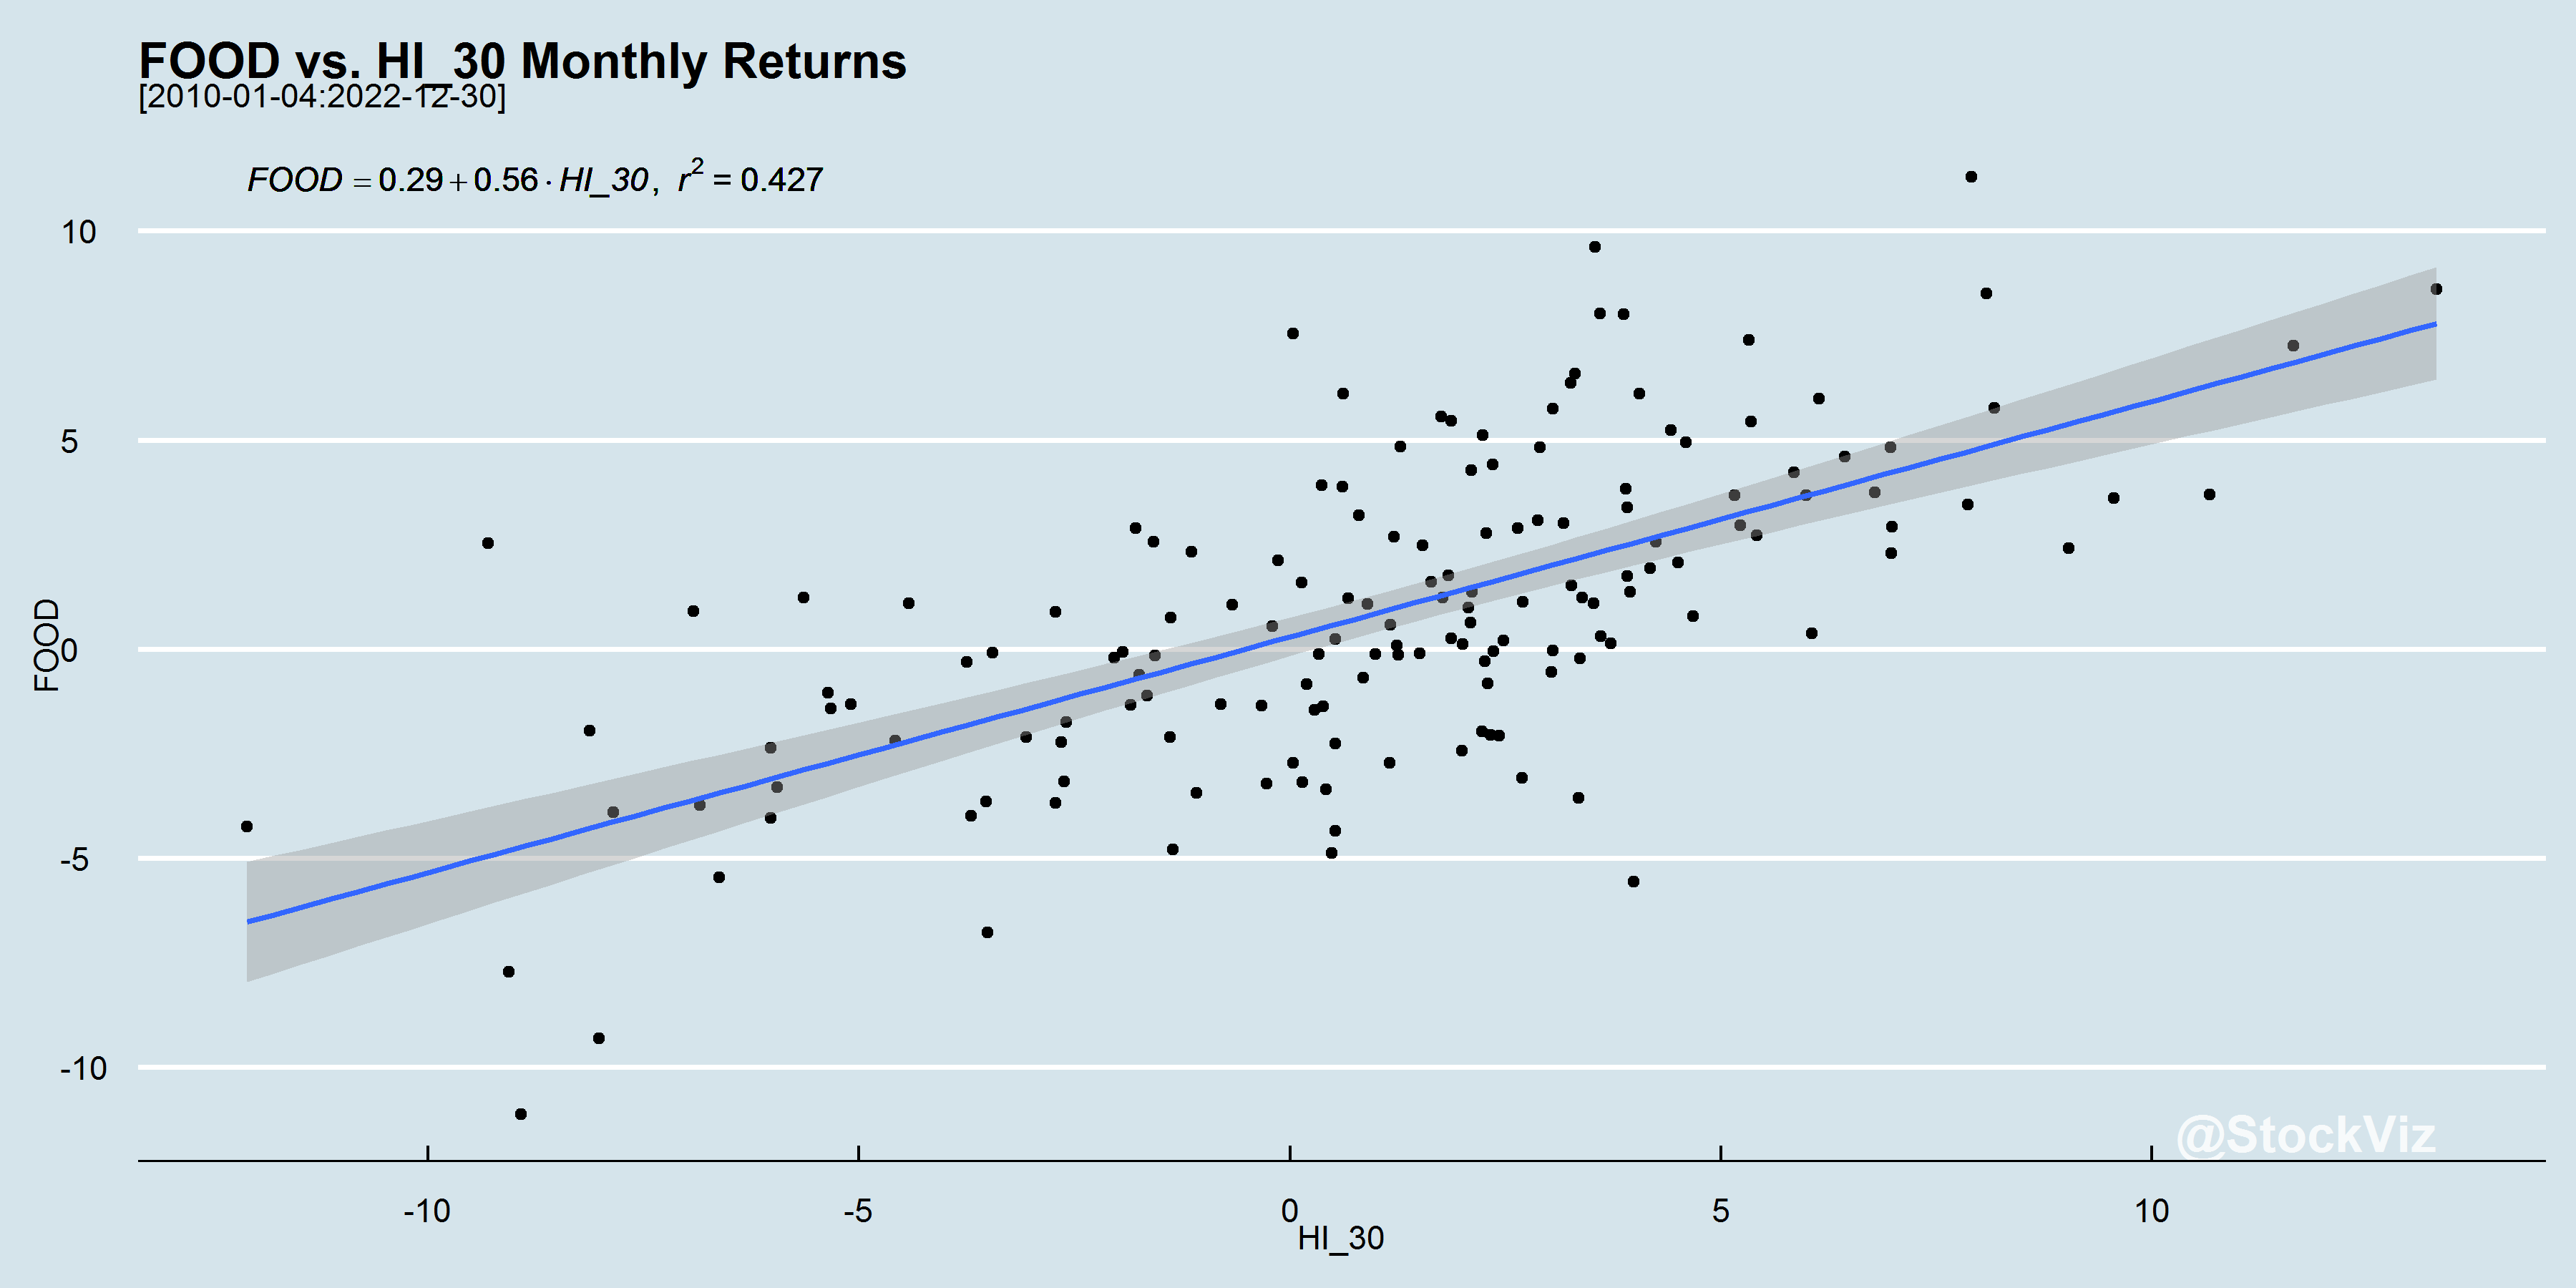 FOOD vs. HI_30 Monthly Returns
[2010-01-04:2022-12-30]
FOOD = 0.29 + 0.56 · HI_30, r² = 0.427
10
5
0
-5
-10
FOOD
@StockViz
-10 -5 0 5 10
HI_30